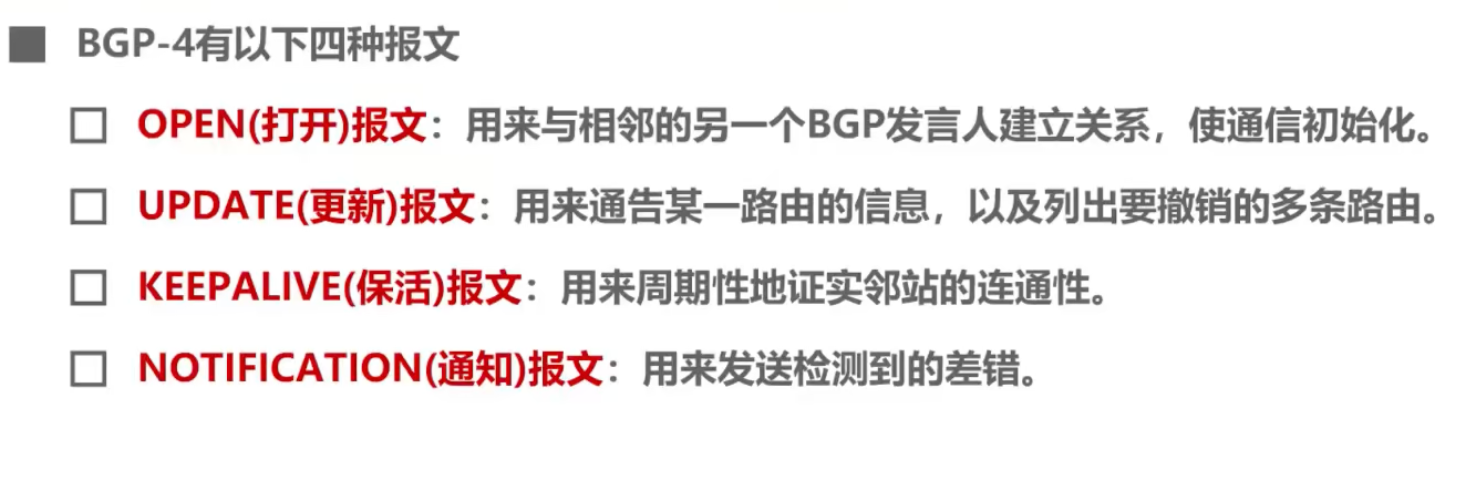 BGP-4有以下四种报文
OPEN(打开)报文：用来与相邻的另一个BGP发言人建立关系，使通信初始化。
UPDATE(更新)报文：用来通告某一路由的信息，以及列出要撤销的多条路由。
KEEPALIVE(保活)报文：用来周期性地证实邻站的连通性。
NOTIFICATION(通知)报文：用来发送检测到的差错。